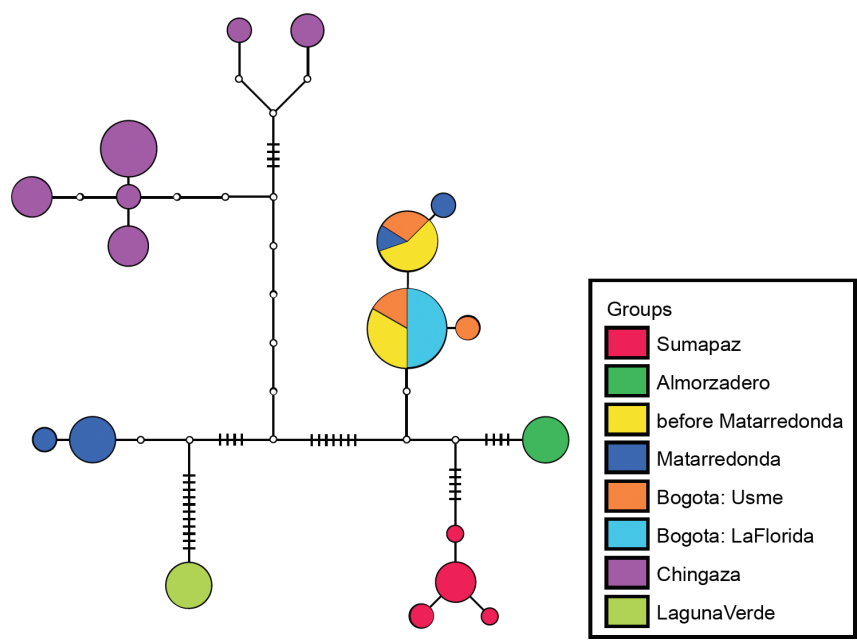 Groups
Sumapaz
Almorzadero
before Matarredonda
Matarredonda
Bogota: Usme
Bogota: LaFlorida
Chingaza
LagunaVerde